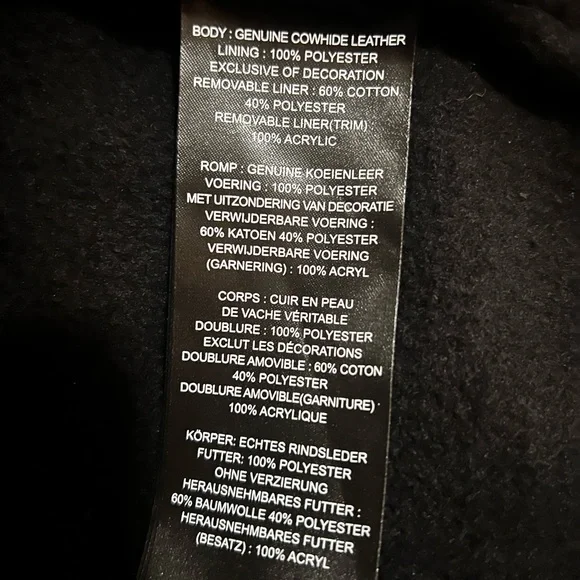 BODY : GENUINE COWHIDE LEATHER
LINING : 100% POLYESTER
EXCLUSIVE OF DECORATION
REMOVABLE LINER : 60% COTTON
40% POLYESTER
REMOVABLE LINER(TRIM) :
100% ACRYLIC
ROMP : GENUINE KOEIENLEER
VOERING : 100% POLYESTER
MET UITZONDERING VAN DECORATIE
VERWIJDERBARE VOERING :
60% KATOEN 40% POLYESTER
VERWIJDERBARE VOERING
(GARNERING) : 100% ACRYL
CORPS : CUIR EN PEAU
DE VACHE VÉRITABLE
DOUBLURE : 100% POLYESTER
EXCLUT LES DÉCORATIONS
DOUBLURE AMOVIBLE : 60% COTON
40% POLYESTER
DOUBLURE AMOVIBLE(GARNITURE) :
100% ACRYLIQUE
KÖRPER: ECHTES RINDSLEDER
FUTTER: 100% POLYESTER
OHNE VERZIERUNG
HERAUSNEHMBARES FUTTER :
60% BAUMWOLLE 40% POLYESTER
HERAUSNEHMBARES FUTTER
(BESATZ) : 100% ACRYL